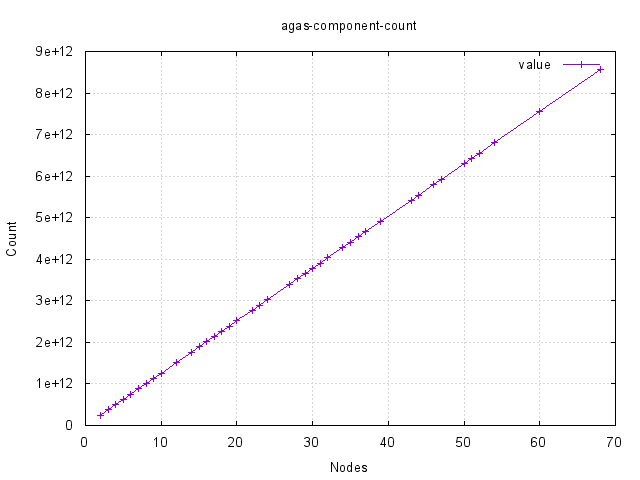 agas-component-count
value
9e+12
8e+12
7e+12
6e+12
5e+12
4e+12
3e+12
2e+12
1e+12
0
Count
0 10 20 30 40 50 60 70
Nodes